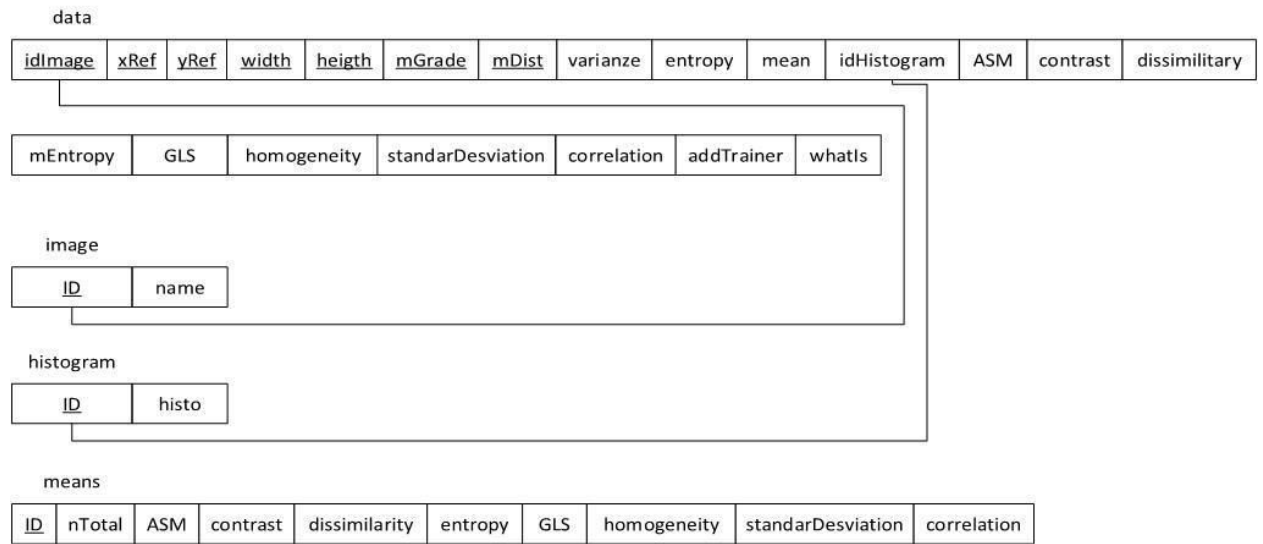 data
idImage xRef yRef width heigth mGrade mDist varianze entropy mean idHistogram ASM contrast dissimilitary
mEntropy GLS homogeneity standarDesviation correlation addTrainer whatIs
image
ID name
histogram
ID histo
means
ID nTotal ASM contrast dissimilarity entropy GLS homogeneity standarDesviation correlation